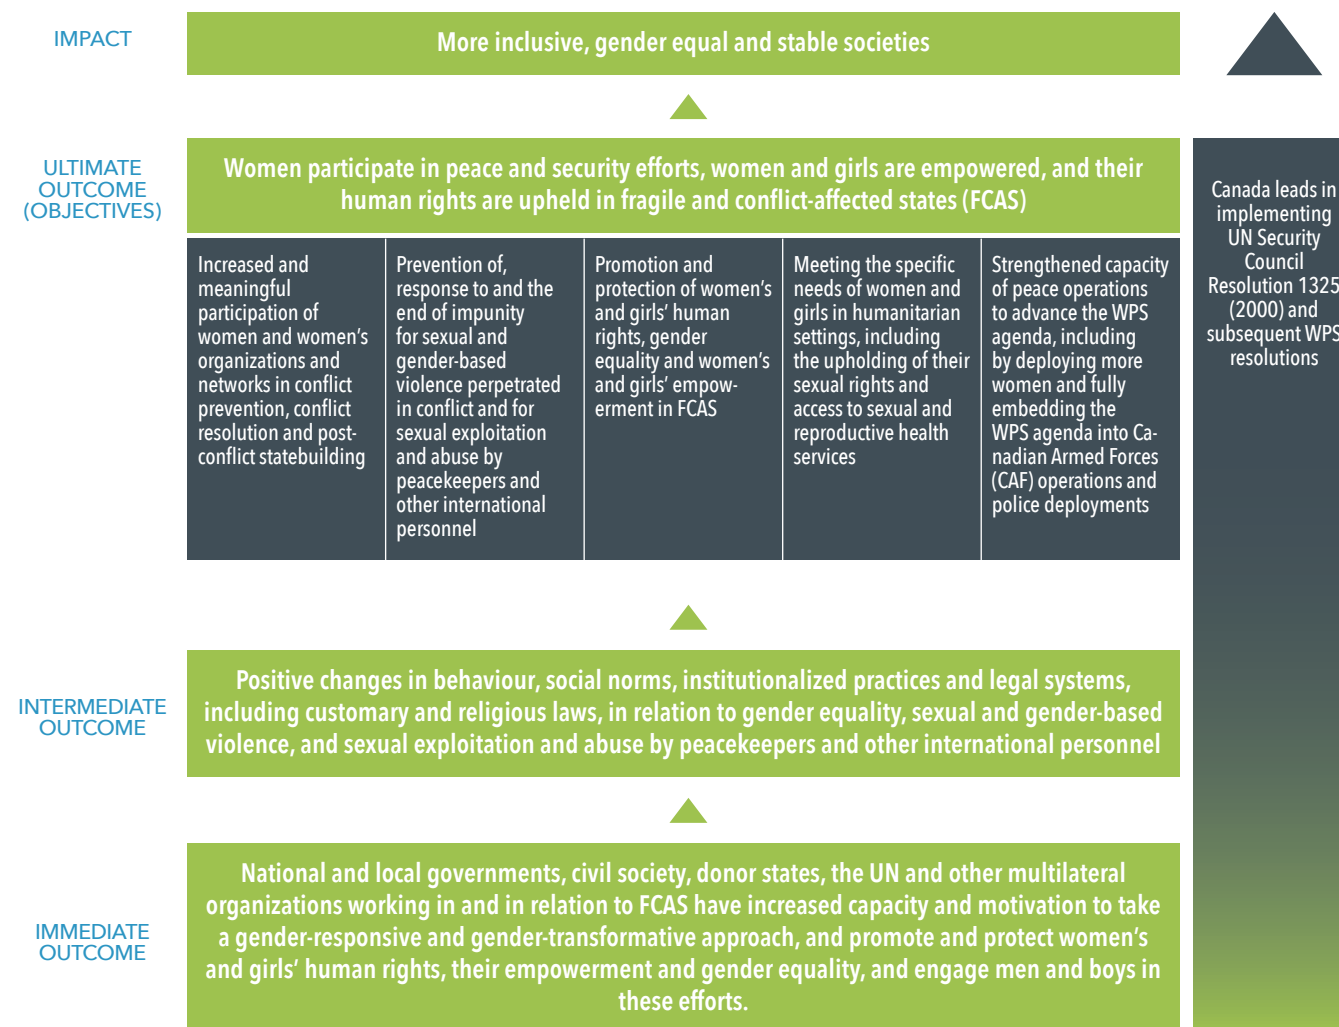 IMPACT
More inclusive, gender equal and stable societies
ULTIMATE
OUTCOME
(OBJECTIVES)
Women participate in peace and security efforts, women and girls are empowered, and their
human rights are upheld in fragile and conflict-affected states (FCAS)
Increased and
meaningful
participation of
women and women's
organizations and
networks in conflict
prevention, conflict
resolution and post-
conflict statebuilding
Prevention of,
response to and the
end of impunity
for sexual and
gender-based
violence perpetrated
in conflict and for
sexual exploitation
and abuse by
peacekeepers and
other international
personnel
Promotion and
protection of women's
and girls' human
rights, gender
equality and women's
and girls' empow-
erment in FCAS
Meeting the specific
needs of women and
girls in humanitarian
settings, including
the upholding of their
sexual rights and
access to sexual and
reproductive health
services
Strengthened capacity
of peace operations
to advance the WPS
agenda, including
by deploying more
women and fully
embedding the
WPS agenda into Ca-
nadian Armed Forces
(CAF) operations and
police deployments
Canada leads in
implementing
UN Security
Council
Resolution 1325
(2000) and
subsequent WPS
resolutions
INTERMEDIATE
OUTCOME
Positive changes in behaviour, social norms, institutionalized practices and legal systems,
including customary and religious laws, in relation to gender equality, sexual and gender-based
violence, and sexual exploitation and abuse by peacekeepers and other international personnel
IMMEDIATE
OUTCOME
National and local governments, civil society, donor states, the UN and other multilateral
organizations working in and in relation to FCAS have increased capacity and motivation to take
a gender-responsive and gender-transformative approach, and promote and protect women's
and girls' human rights, their empowerment and gender equality, and engage men and boys in
these efforts.